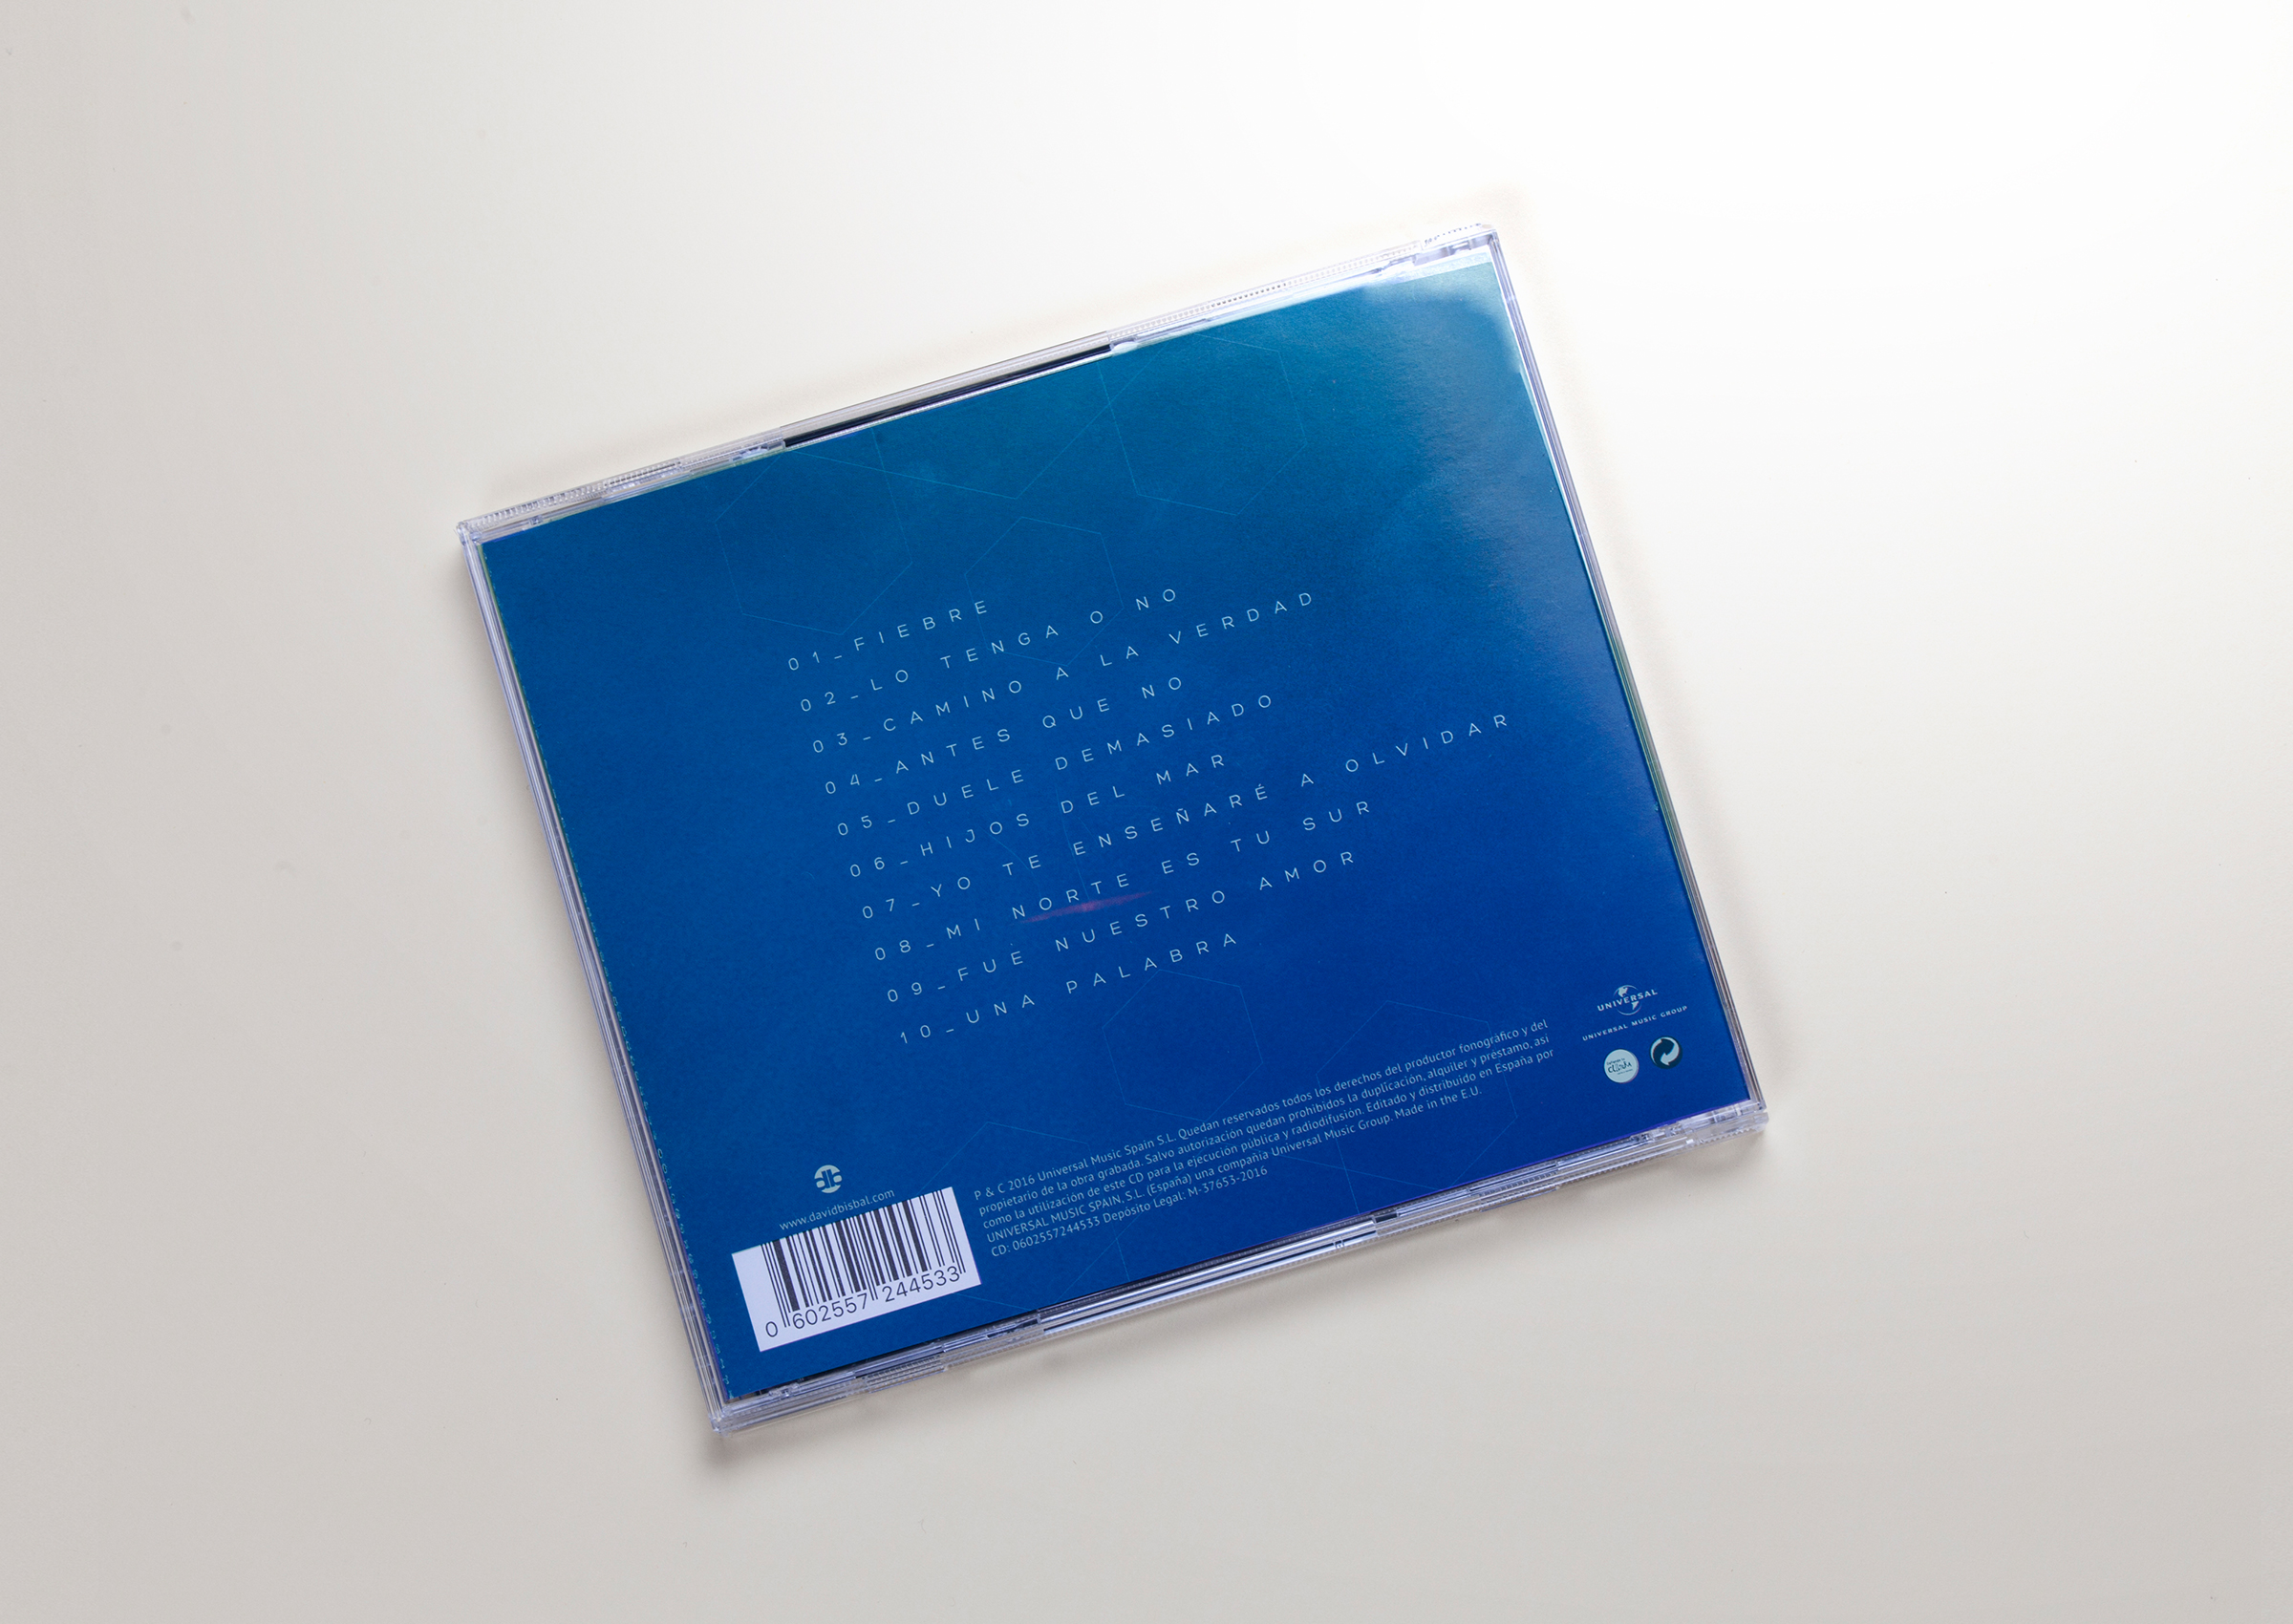 01_FIEBRE
02_LO TENGA O NO
03_CAMINO A LA VERDAD
04_ANTES QUE NO
05_DUELE DEMASIADO
06_HIJOS DEL MAR
07_YO TE ENSEÑARÉ A OLVIDAR
08_MI NORTE ES TU SUR
09_FUE NUESTRO AMOR
10_UNA PALABRA
www.davidbisbal.com
0 602557 244533
P & C 2016 Universal Music Spain S.L. Quedan reservados todos los derechos del productor fonográfico y del
propietario de la obra grabada. Salvo autorización quedan prohibidos la duplicación, alquiler y préstamo, así
como la utilización de este CD para la ejecución pública y radiodifusión. Editado y distribuido en España por
UNIVERSAL MUSIC SPAIN, S.L. (España) una compañía Universal Music Group. Made in the E.U.
CD: 0602557244533 Depósito Legal: M-37653-2016
UNIVERSAL
UNIVERSAL MUSIC GROUP